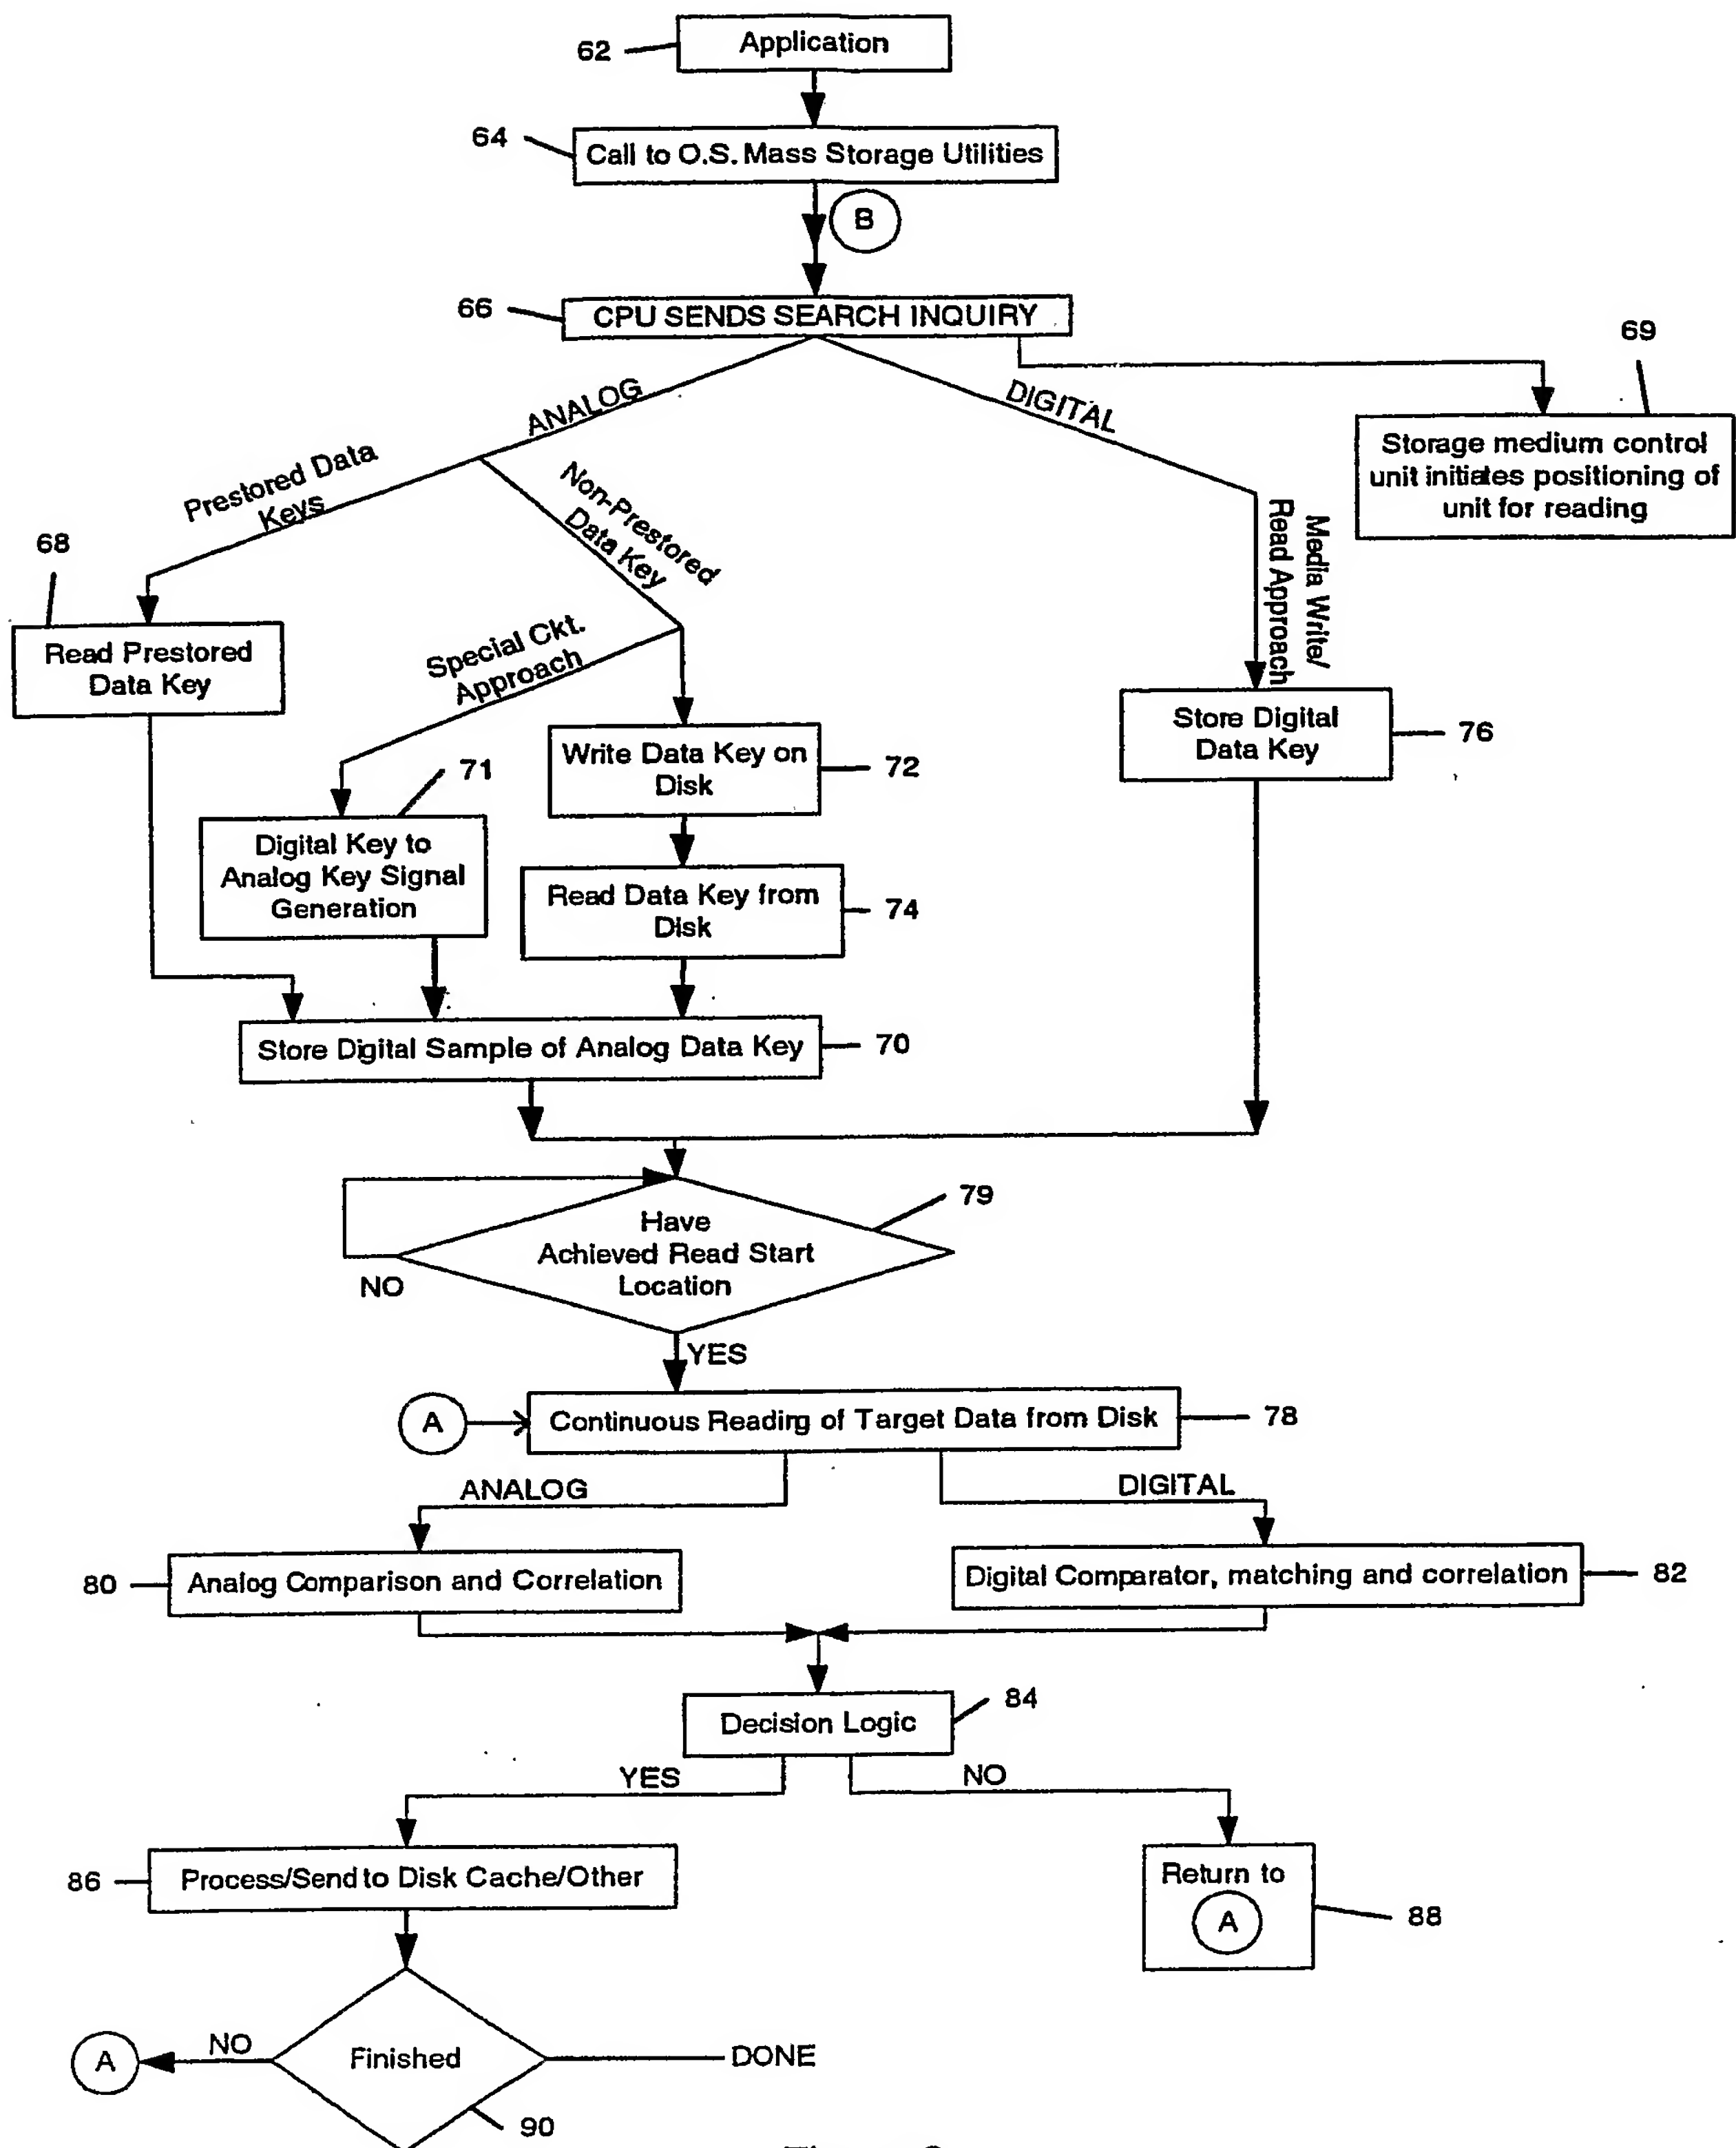 62
Application
64
Call to O.S. Mass Storage Utilities
B
66
CPU SENDS SEARCH INQUIRY
69
ANALOG
DIGITAL
Storage medium control
unit initiates positioning of
unit for reading
Prestored Data
Keys
Non-Prestored
Data Key
Media Write/
Read Approach
68
Read Prestored
Data Key
Special Ckt.
Approach
Store Digital
Data Key
76
Write Data Key on
Disk
72
71
Digital Key to
Analog Key Signal
Generation
Read Data Key from
Disk
74
Store Digital Sample of Analog Data Key
70
79
Have
Achieved Read Start
Location
NO
YES
A
Continuous Reading of Target Data from Disk
78
ANALOG
DIGITAL
80
Analog Comparison and Correlation
Digital Comparator, matching and correlation
82
84
Decision Logic
YES
NO
86
Process/Send to Disk Cache/Other
Return to
A
88
A
NO
Finished
DONE
90